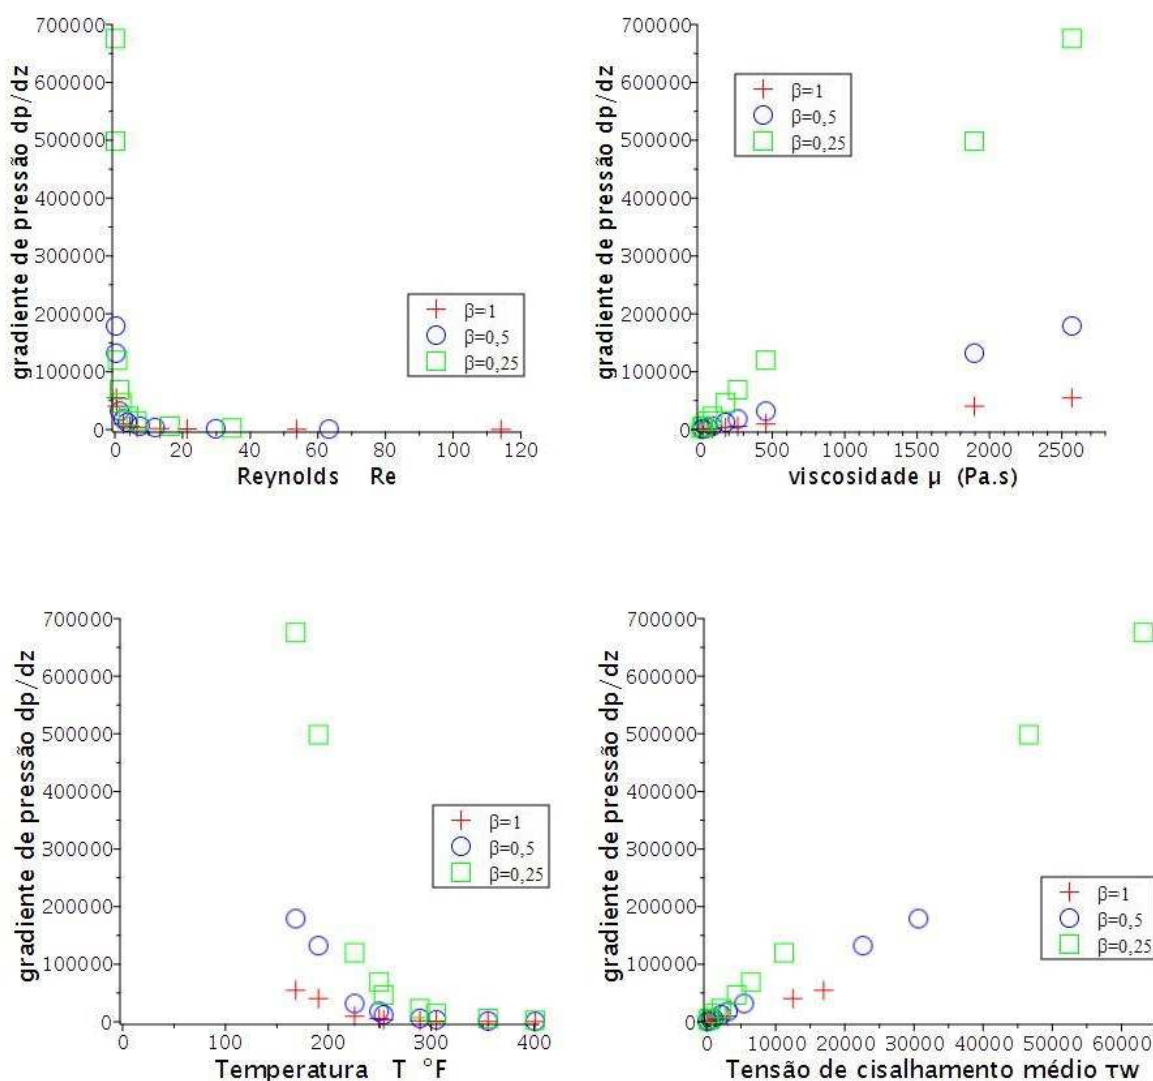 gradiente de pressão dp/dz
700000
600000
500000
400000
300000
200000
100000
0
0 20 40 60 80 100 120
Reynolds Re
β=1
β=0,5
β=0,25
gradiente de pressão dp/dz
700000
600000
500000
400000
300000
200000
100000
0
0 500 1000 1500 2000 2500
viscosidade μ (Pa.s)
β=1
β=0,5
β=0,25
gradiente de pressão dp/dz
700000
600000
500000
400000
300000
200000
100000
0
0 100 200 300 400
Temperatura T °F
β=1
β=0,5
β=0,25
gradiente de pressão dp/dz
700000
600000
500000
400000
300000
200000
100000
0
0 10000 20000 30000 40000 50000 60000
Tensão de cisalhamento médio τw
β=1
β=0,5
β=0,25